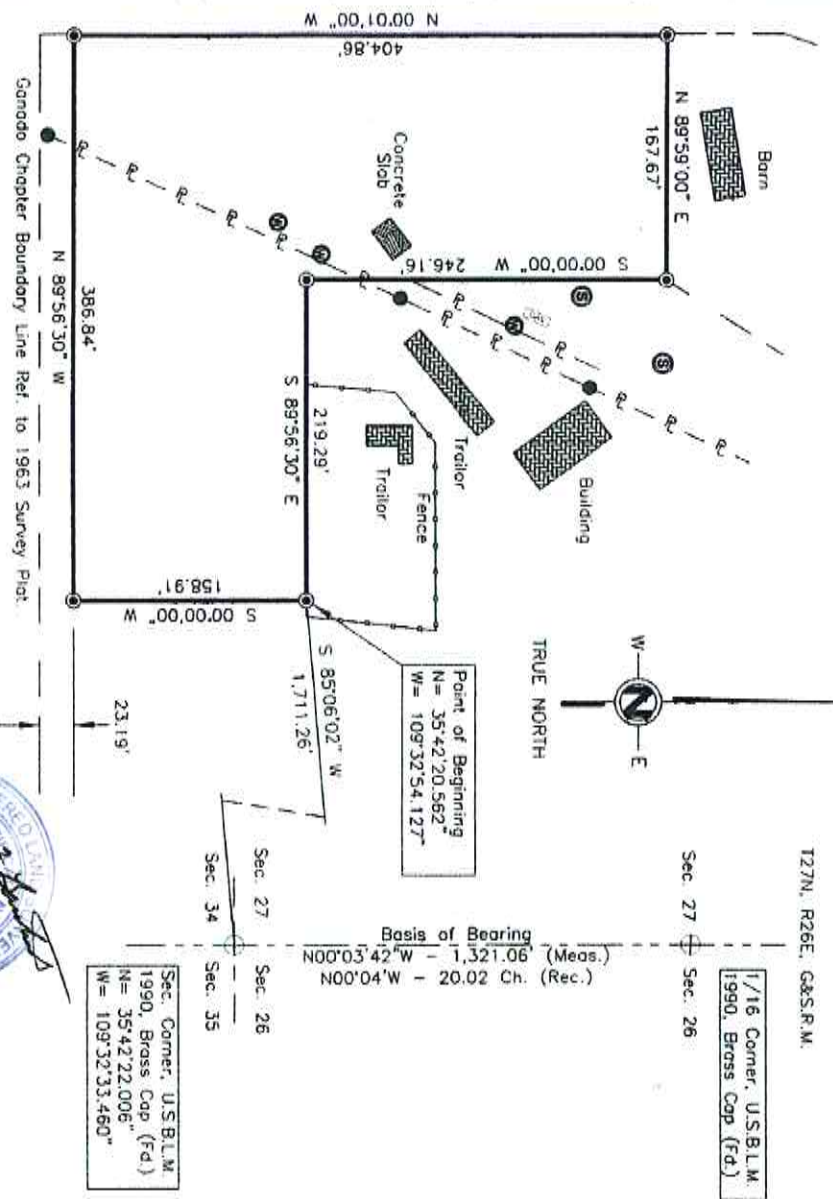 T27N, R26E, G&S.R.M.
1/16 Corner, U.S.B.L.M.
1990, Brass Cap (Fd.)
Sec. 27
Sec. 26
Basis of Bearing
N00°03'42"W - 1,321.06' (Meas.)
N00°04'W - 20.02 Ch. (Rec.)
Sec. 27
Sec. 26
Sec. 34
Sec. 35
Sec. Corner, U.S.B.L.M.
1990, Brass Cap (Fd.)
N= 35°42'22.006"
W= 109°32'33.460"
W
N
E
TRUE NORTH
Point of Beginning
N= 35°42'20.562"
W= 109°32'54.127"
S 85°06'02" W
1,711.26'
Barn
N 89°59'00" E
167.67'
N 00°01'00" W
404.86'
Concrete
Slab
S 00°00'00" W
246.16'
S
S
W
W
W
Building
Trailor
Trailor
Fence
219.29'
S 89°56'30" E
S 00°00'00" W
158.91'
386.84'
N 89°56'30" W
23.19'
Ganado Chapter Boundary Line Ref. to 1963 Survey Plat